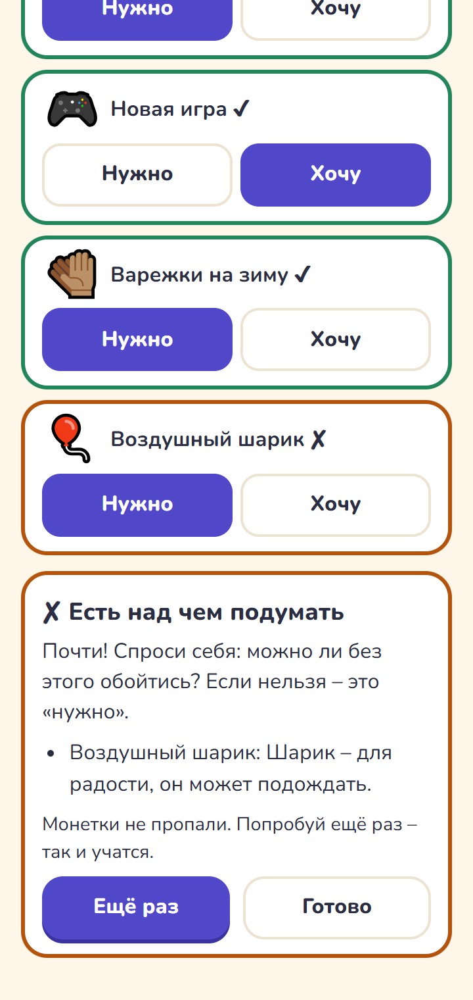 Нужно Хочу
Новая игра ✓
Нужно Хочу
Варежки на зиму ✓
Нужно Хочу
Воздушный шарик ✗
Нужно Хочу
✗ Есть над чем подумать
Почти! Спроси себя: можно ли без
этого обойтись? Если нельзя – это
«нужно».
• Воздушный шарик: Шарик – для
радости, он может подождать.
Монетки не пропали. Попробуй ещё раз –
так и учатся.
Ещё раз Готово